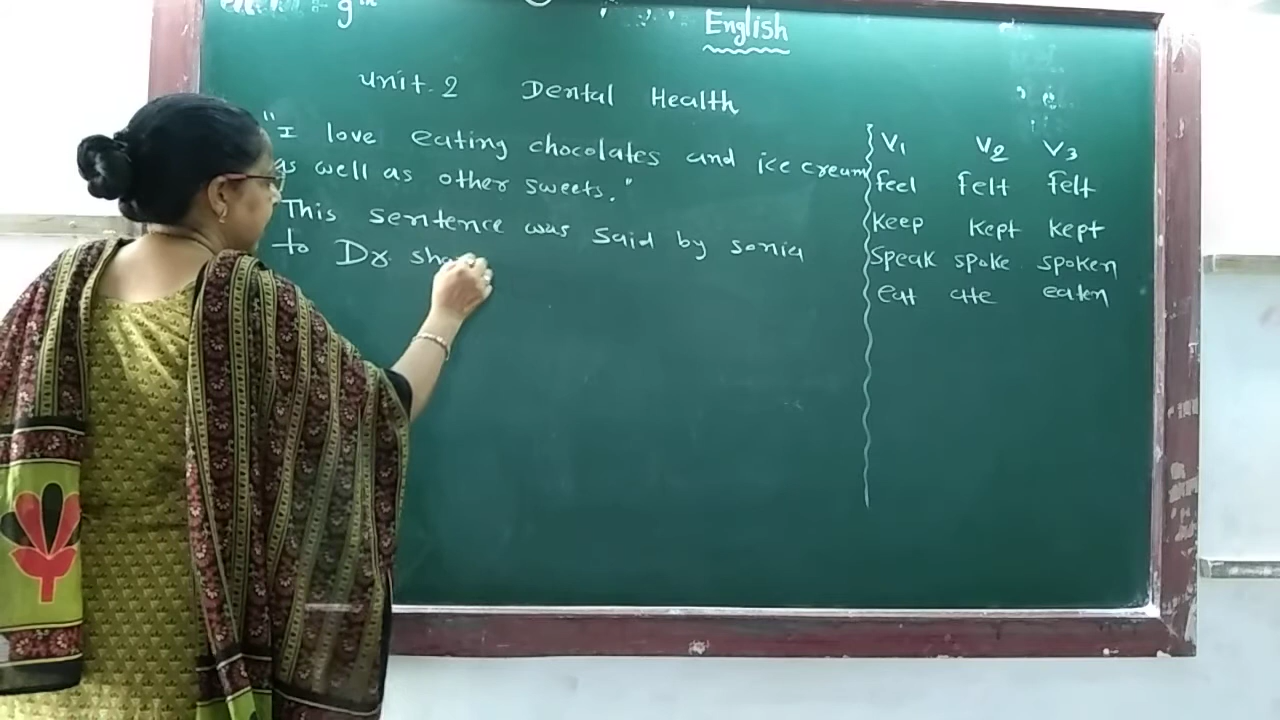 9th
English
Unit. 2 Dental Health
"I love eating chocolates and ice cream
as well as other sweets."
This sentence was said by sonia
to Dr sha
V1 V2 V3
feel felt felt
keep kept kept
speak spoke spoken
eat ate eaten